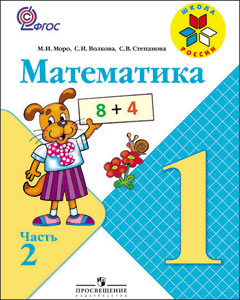 ФГОС
ШКОЛА
РОССИИ
М.И. Моро, С.И. Волкова, С.В. Степанова
Математика
8 + 4
1
Часть
2
ПРОСВЕЩЕНИЕ
ИЗДАТЕЛЬСТВО